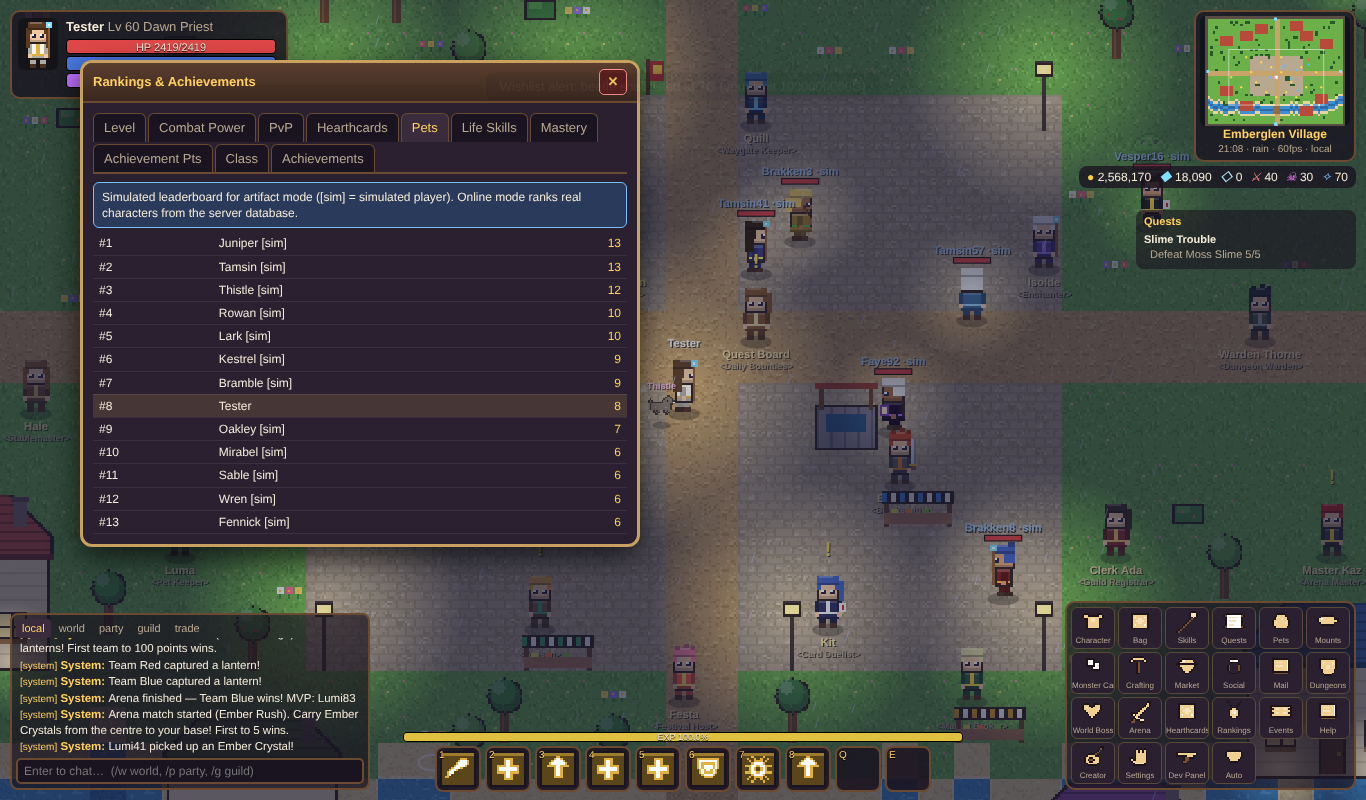 Tester Lv 60 Dawn Priest
HP 2419/2419
Rankings & Achievements
×
Level
Combat Power
PvP
Hearthcards
Pets
Life Skills
Mastery
Achievement Pts
Class
Achievements
Simulated leaderboard for artifact mode ([sim] = simulated player). Online mode ranks real
characters from the server database.
#1 Juniper [sim] 13
#2 Tamsin [sim] 13
#3 Thistle [sim] 12
#4 Rowan [sim] 10
#5 Lark [sim] 10
#6 Kestrel [sim] 9
#7 Bramble [sim] 9
#8 Tester 8
#9 Oakley [sim] 7
#10 Mirabel [sim] 6
#11 Sable [sim] 6
#12 Wren [sim] 6
#13 Fennick [sim] 6
Emberglen Village
21:08 · rain · 60fps · local
2,568,170 18,090 0 40 30 70
Quests
Slime Trouble
Defeat Moss Slime 5/5
Quill
<Waygate Keeper>
Vesper16 ·sim
Brakken3 ·sim
Tamsin41 ·sim
Tamsin57 ·sim
Isolde
<Enchanter>
Tester
Thistle
Quest Board
<Daily Bounties>
Faye92 ·sim
Warden Thorne
<Dungeon Warden>
Hale
<Stablemaster>
Brakken8 ·sim
!
!
Luma
<Pet Keeper>
Clerk Ada
<Guild Registrar>
Master Kaz
<Arena Master>
Kit
<Card Duelist>
Festa
<Festival Host>
local world party guild trade
lanterns! First team to 100 points wins.
[system] System: Team Red captured a lantern!
[system] System: Team Blue captured a lantern!
[system] System: Arena finished — Team Blue wins! MVP: Lumi83
[system] System: Arena match started (Ember Rush). Carry Ember
Crystals from the centre to your base! First to 5 wins.
[system] System: Lumi41 picked up an Ember Crystal!
Enter to chat… (/w world, /p party, /g guild)
EXP 100.0%
1 2 3 4 5 6 7 8 Q E
Character Bag Skills Quests Pets Mounts
Monster Ca Crafting Market Social Mail Dungeons
World Boss Arena Hearthcards Rankings Events Help
Creator Settings Dev Panel Auto